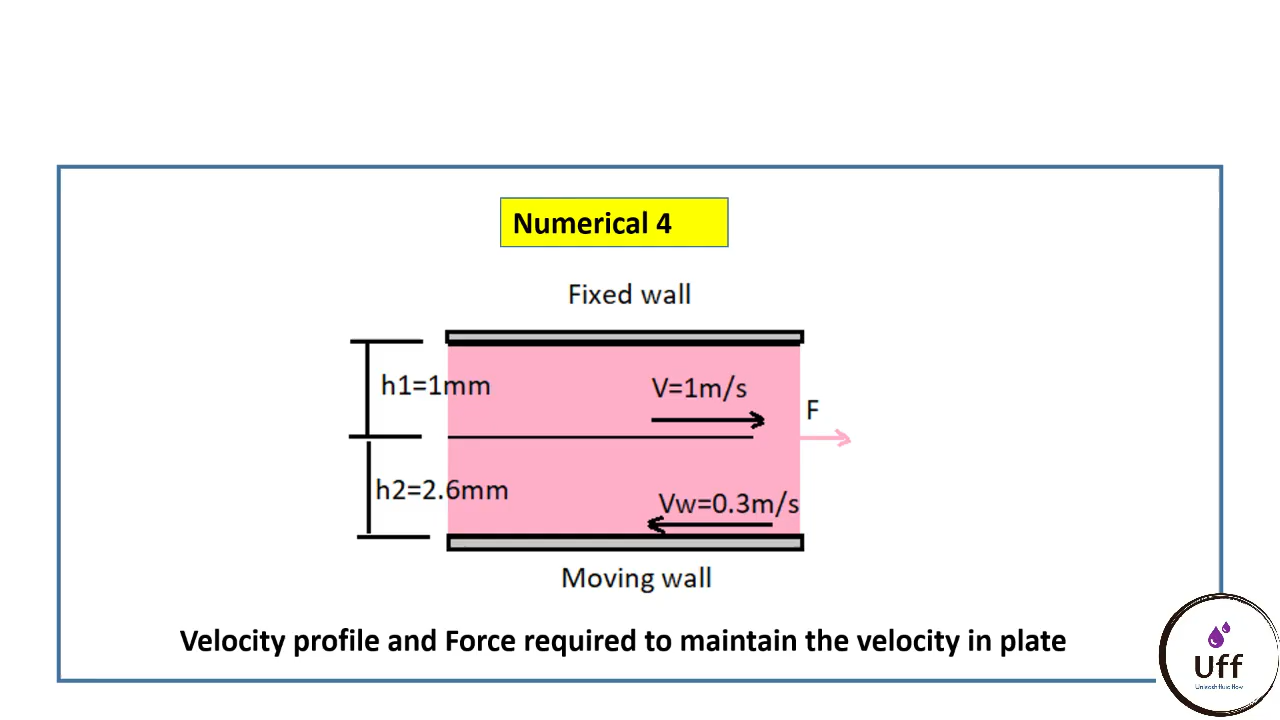 Numerical 4
Fixed wall
h1=1mm
V=1m/s
F
h2=2.6mm
Vw=0.3m/s
Moving wall
Velocity profile and Force required to maintain the velocity in plate
Uff